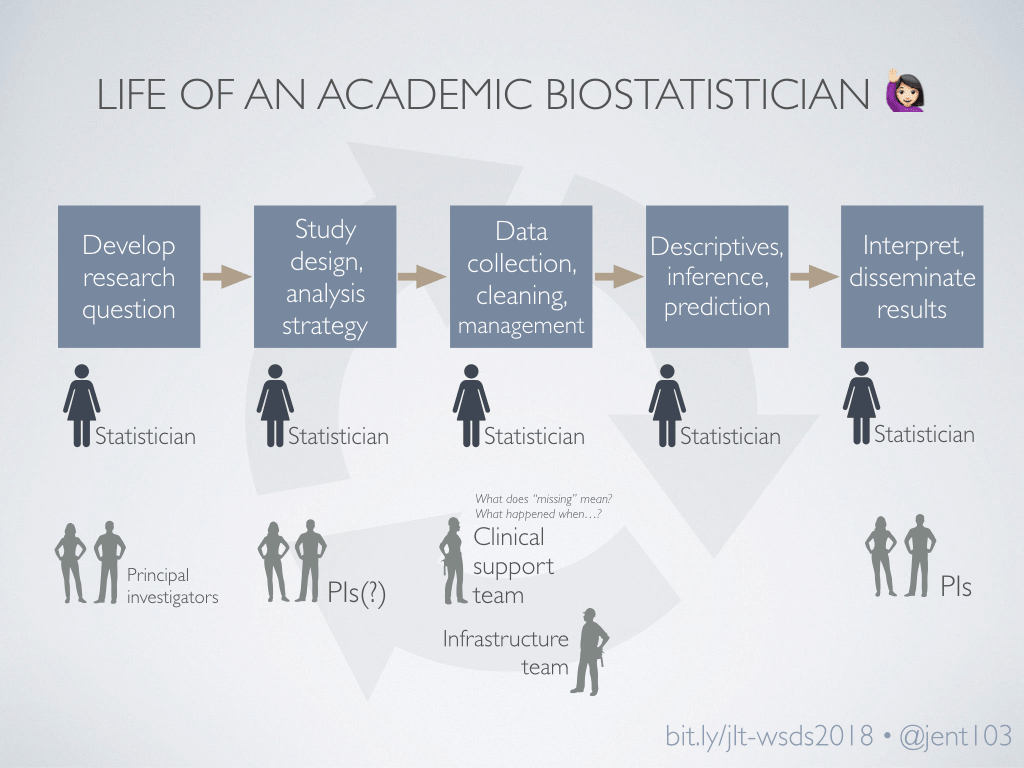 LIFE OF AN ACADEMIC BIOSTATISTICIAN
Develop
research
question
Study
design,
analysis
strategy
Data
collection,
cleaning,
management
Descriptives,
inference,
prediction
Interpret,
disseminate
results
Statistician
Statistician
Statistician
Statistician
Statistician
Principal
investigators
PIs(?)
What does “missing” mean?
What happened when…?
Clinical
support
team
Infrastructure
team
PIs
bit.ly/jlt-wsds2018 • @jent103